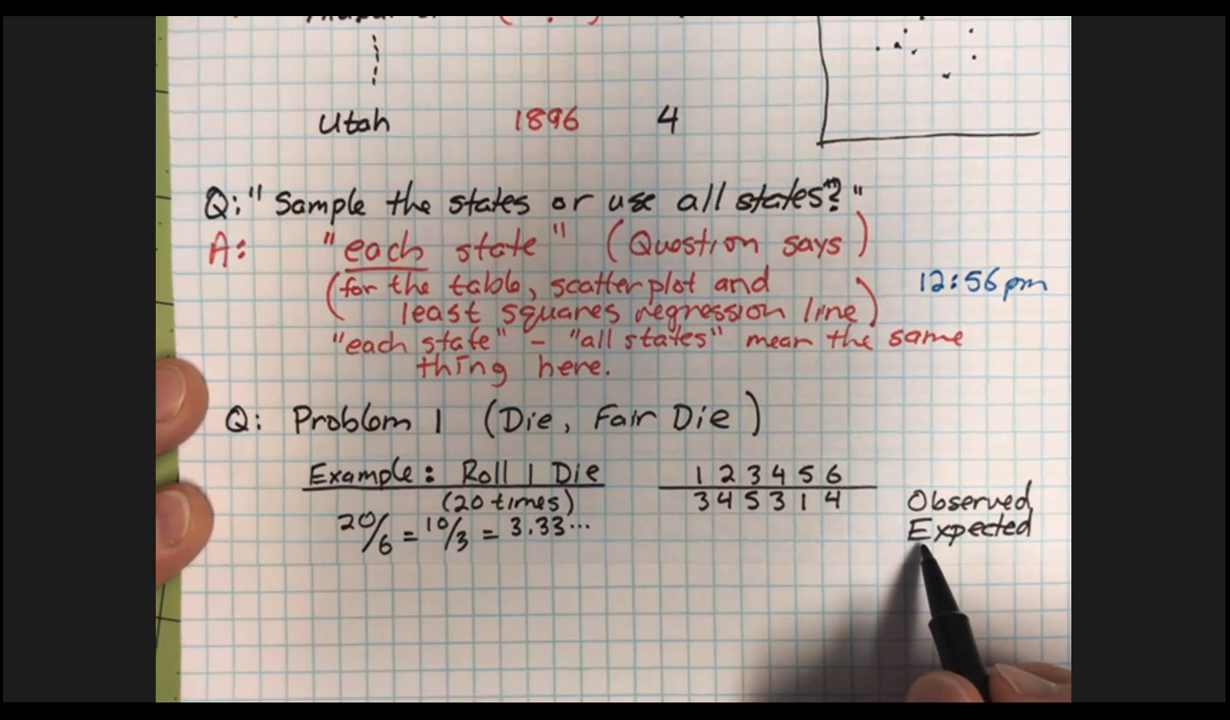 Utah 1896 4
Q: "Sample the states or use all states?"
A: "each state" (Question says)
(for the table, scatterplot and
least squares regression line)
12:56pm
"each state" - "all states" mean the same
thing here.
Q: Problem 1 (Die, Fair Die)
Example: Roll 1 Die
(20 times)
20/6 = 10/3 = 3.33...
1 2 3 4 5 6
3 4 5 3 1 4 Observed
Expected